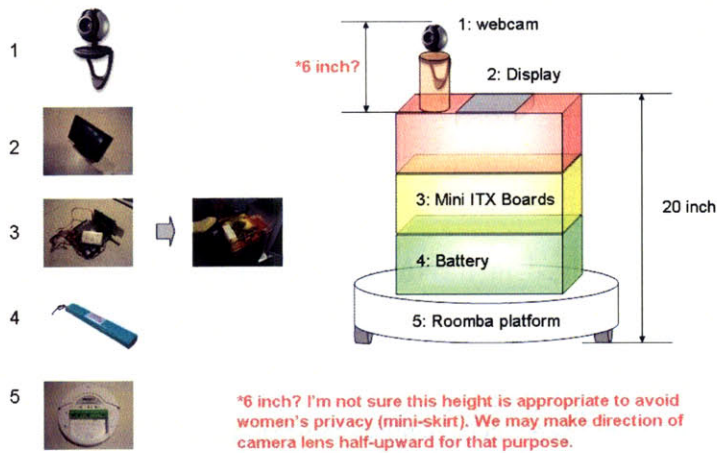 1
2
3
4
5
1: webcam
*6 inch?
2: Display
3: Mini ITX Boards
20 inch
4: Battery
5: Roomba platform
*6 inch? I'm not sure this height is appropriate to avoid
women's privacy (mini-skirt). We may make direction of
camera lens half-upward for that purpose.